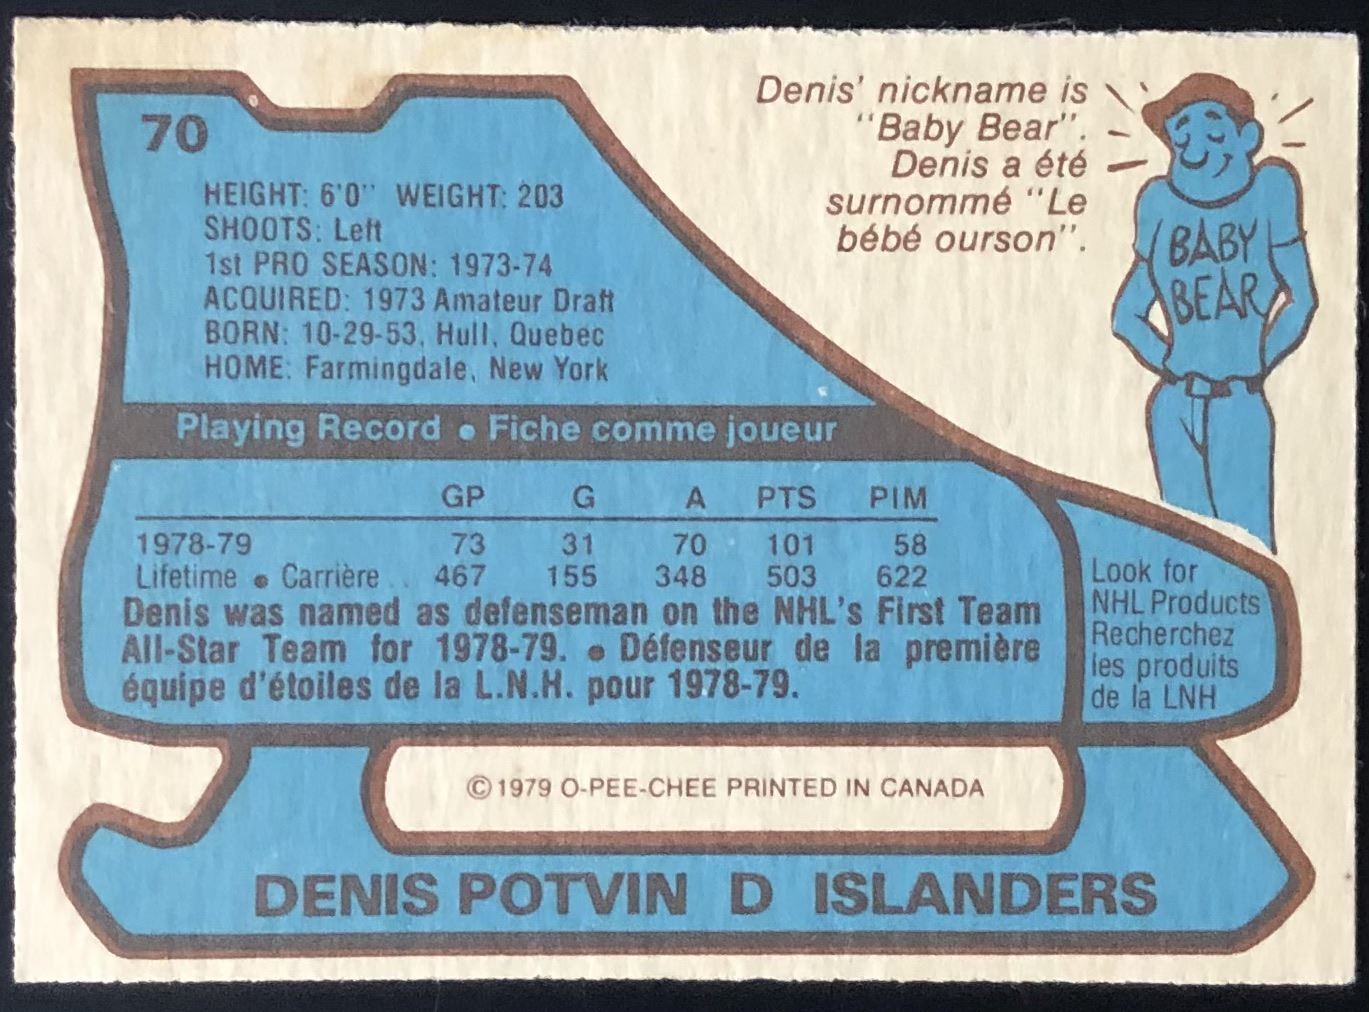 70
HEIGHT: 6'0" WEIGHT: 203
SHOOTS: Left
1st PRO SEASON: 1973-74
ACQUIRED: 1973 Amateur Draft
BORN: 10-29-53, Hull, Quebec
HOME: Farmingdale, New York
Denis' nickname is
"Baby Bear".
Denis a été
surnommé "Le
bébé ourson".
BABY
BEAR
Playing Record • Fiche comme joueur
GP G A PTS PIM
1978-79 73 31 70 101 58
Lifetime • Carrière .. 467 155 348 503 622
Denis was named as defenseman on the NHL's First Team
All-Star Team for 1978-79. • Défenseur de la première
équipe d'étoiles de la L.N.H. pour 1978-79.
Look for
NHL Products
Recherchez
les produits
de la LNH
©1979 O-PEE-CHEE PRINTED IN CANADA
DENIS POTVIN D ISLANDERS